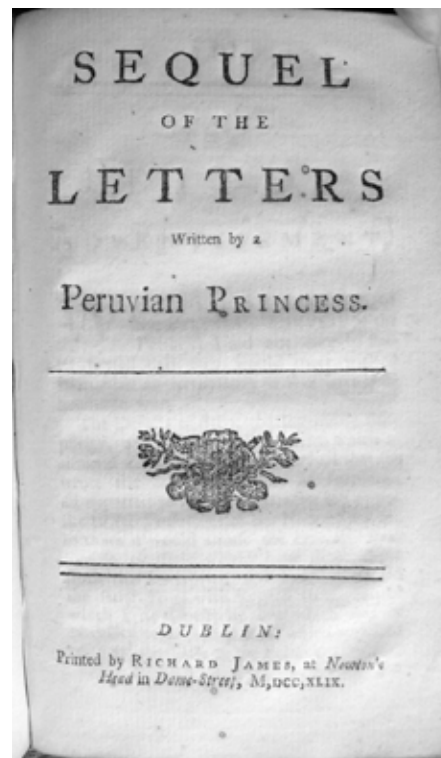 SEQUEL
OF THE
LETTERS
Written by a
Peruvian PRINCESS.
DUBLIN:
Printed by RICHARD JAMES, at Newton's
Head in Dame-Street, M,DCC,XLIX.